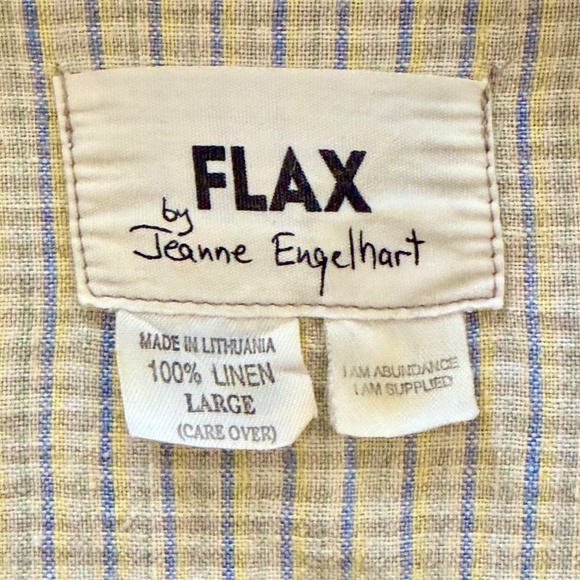 FLAX
by
Jeanne Engelhart
MADE IN LITHUANIA
100% LINEN
LARGE
(CARE OVER)
I AM ABUNDANCE
I AM SUPPLIED